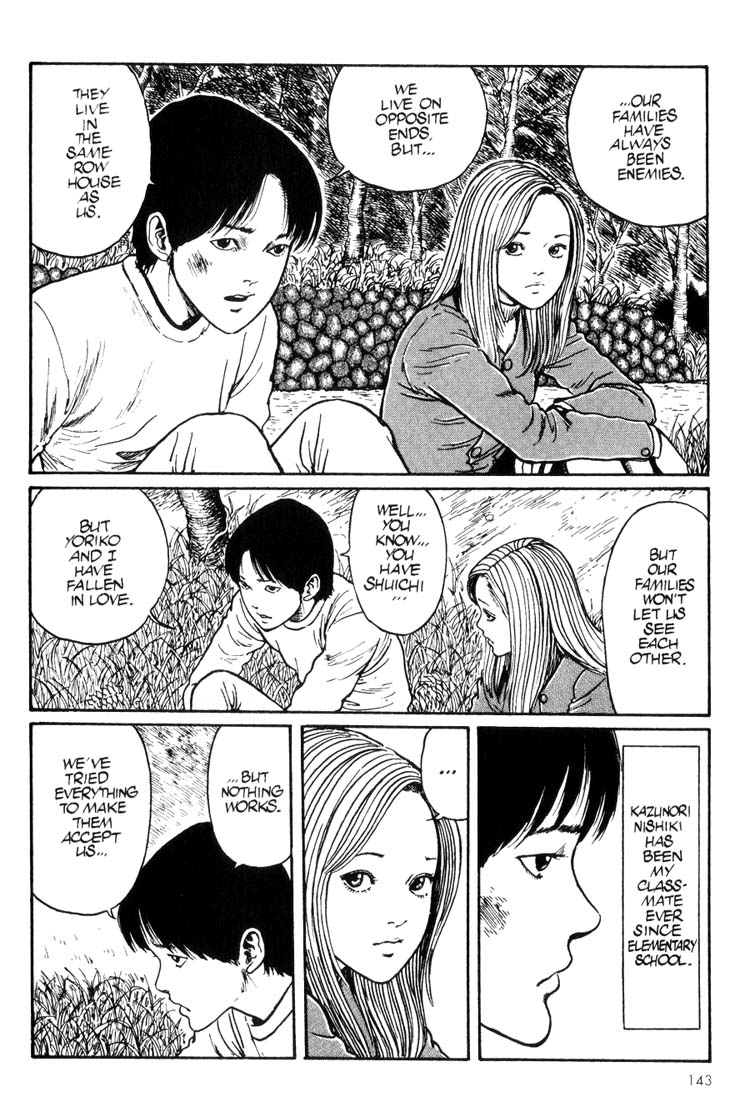 THEY
LIVE
IN
THE
SAME
ROW
HOUSE
AS
US.
WE
LIVE ON
OPPOSITE
ENDS,
BUT...
...OUR
FAMILIES
HAVE
ALWAYS
BEEN
ENEMIES.
BUT
YORIKO
AND I
HAVE
FALLEN
IN LOVE.
WELL...
YOU
KNOW...
YOU
HAVE
SHUICHI
...
BUT
OUR
FAMILIES
WON'T
LET US
SEE
EACH
OTHER.
WE'VE
TRIED
EVERYTHING
TO MAKE
THEM
ACCEPT
US...
...BUT
NOTHING
WORKS.
...
KAZUNORI
NISHIKI
HAS
BEEN
MY
CLASS-
MATE
EVER
SINCE
ELEMENTARY
SCHOOL.
143